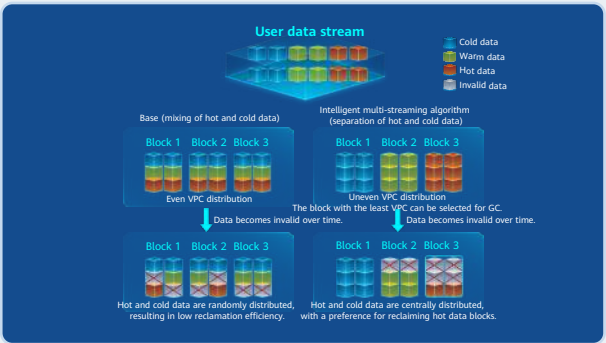 User data stream
Cold data
Warm data
Hot data
Invalid data
Base (mixing of hot and cold data)
Block 1 Block 2 Block 3
Even VPC distribution
Data becomes invalid over time.
Block 1 Block 2 Block 3
Hot and cold data are randomly distributed,
resulting in low reclamation efficiency.
Intelligent multi-streaming algorithm
(separation of hot and cold data)
Block 1 Block 2 Block 3
Uneven VPC distribution
The block with the least VPC can be selected for GC.
Data becomes invalid over time.
Block 1 Block 2 Block 3
Hot and cold data are centrally distributed,
with a preference for reclaiming hot data blocks.